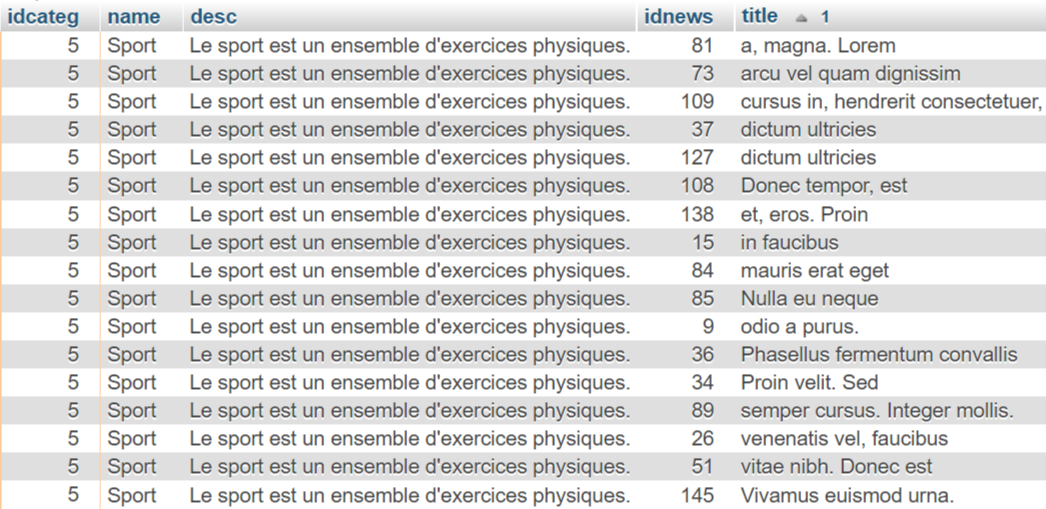 idcateg name desc idnews title 1
5 Sport Le sport est un ensemble d'exercices physiques. 81 a, magna. Lorem
5 Sport Le sport est un ensemble d'exercices physiques. 73 arcu vel quam dignissim
5 Sport Le sport est un ensemble d'exercices physiques. 109 cursus in, hendrerit consectetuer,
5 Sport Le sport est un ensemble d'exercices physiques. 37 dictum ultricies
5 Sport Le sport est un ensemble d'exercices physiques. 127 dictum ultricies
5 Sport Le sport est un ensemble d'exercices physiques. 108 Donec tempor, est
5 Sport Le sport est un ensemble d'exercices physiques. 138 et, eros. Proin
5 Sport Le sport est un ensemble d'exercices physiques. 15 in faucibus
5 Sport Le sport est un ensemble d'exercices physiques. 84 mauris erat eget
5 Sport Le sport est un ensemble d'exercices physiques. 85 Nulla eu neque
5 Sport Le sport est un ensemble d'exercices physiques. 9 odio a purus.
5 Sport Le sport est un ensemble d'exercices physiques. 36 Phasellus fermentum convallis
5 Sport Le sport est un ensemble d'exercices physiques. 34 Proin velit. Sed
5 Sport Le sport est un ensemble d'exercices physiques. 89 semper cursus. Integer mollis.
5 Sport Le sport est un ensemble d'exercices physiques. 26 venenatis vel, faucibus
5 Sport Le sport est un ensemble d'exercices physiques. 51 vitae nibh. Donec est
5 Sport Le sport est un ensemble d'exercices physiques. 145 Vivamus euismod urna.